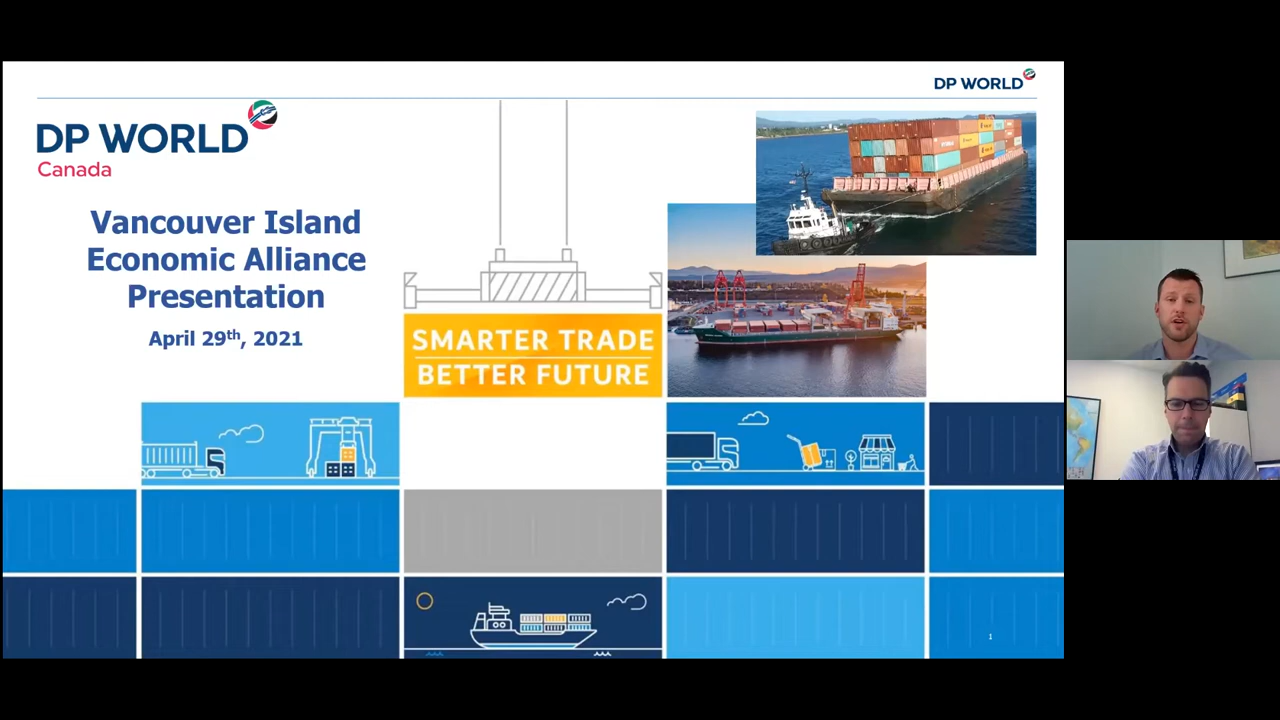 DP WORLD
DP WORLD
Canada
Vancouver Island
Economic Alliance
Presentation
April 29th, 2021
SMARTER TRADE
BETTER FUTURE
1